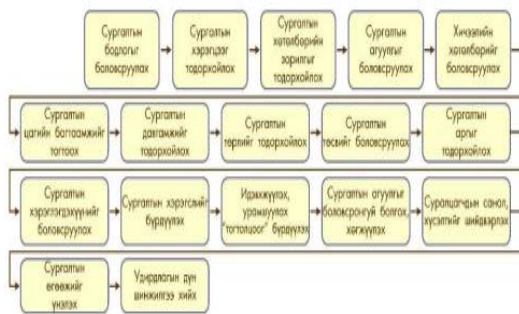 Сургалтын
бодлогыг
боловсруулах
Сургалтын
хэрэгцээг
тодорхойлох
Сургалтын
хөтөлбөрийн
зорилгыг
тодорхойлох
Сургалтын
агуулгыг
боловсруулах
Хичээлийн
хөтөлбөрийг
боловсруулах
Сургалтын
цагийн багтаамжийг
тогтоох
Сургалтын
давтамжийг
тодорхойлох
Сургалтын
төрлийг тодорхойлох
Сургалтын
төсвийг боловсруулах
Сургалтын
аргыг
тодорхойлох
Сургалтын
хэрэглэгдэхүүнийг
боловсруулах
Сургалтын хэрэгслийг
бүрдүүлэх
Идэвхжүүлэх,
урамшуулах
"тогтолцоог" бүрдүүлэх
Сургалтын агуулгыг
боловсронгуй болгох,
хөгжүүлэх
Суралцагчдын санал,
хүсэлтийг шийдвэрлэх
Сургалтын
өгөөжийг
үнэлэх
Удирдлагын дүн
шинжилгээ хийх